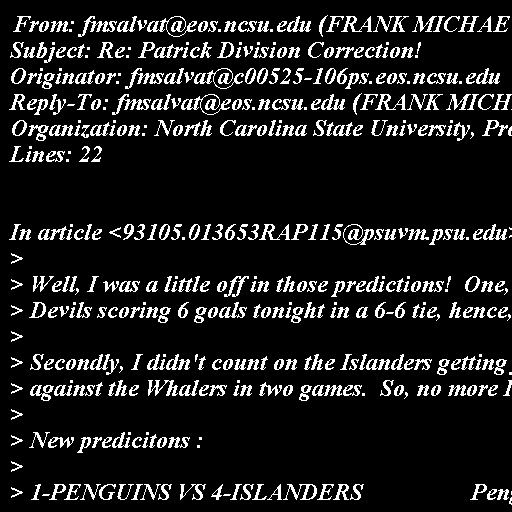 From: fmsalvat@eos.ncsu.edu (FRANK MICHAE
Subject: Re: Patrick Division Correction!
Originator: fmsalvat@c00525-106ps.eos.ncsu.edu
Reply-To: fmsalvat@eos.ncsu.edu (FRANK MICH
Organization: North Carolina State University, Pro
Lines: 22
In article <93105.013653RAP115@psuvm.psu.edu>
>
> Well, I was a little off in those predictions!  One,
> Devils scoring 6 goals tonight in a 6-6 tie, hence,
>
> Secondly, I didn't count on the Islanders getting
> against the Whalers in two games.  So, no more
>
> New predicitons :
>
> 1-PENGUINS VS 4-ISLANDERS                Peng